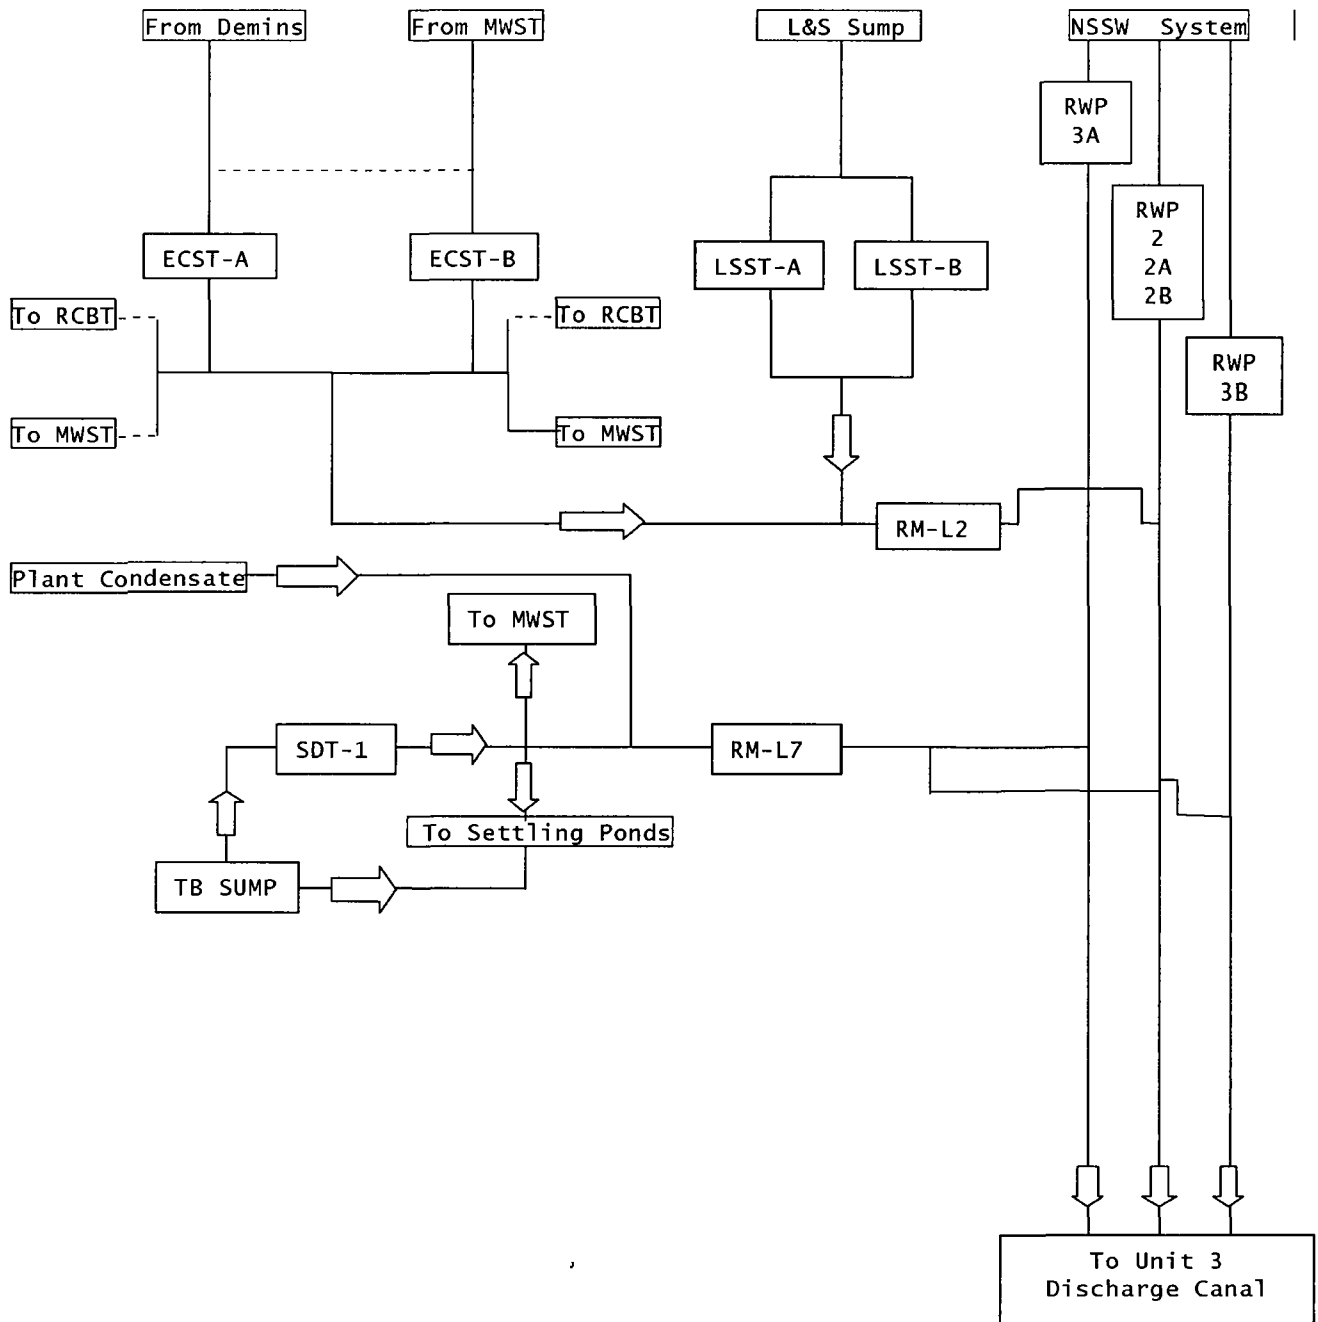 From Demins
From MWST
L&S Sump
NSSW System
RWP
3A
RWP
2
2A
2B
ECST-A
ECST-B
LSST-A
LSST-B
To RCBT
To RCBT
RWP
3B
To MWST
To MWST
RM-L2
Plant Condensate
To MWST
SDT-1
RM-L7
To Settling Ponds
TB SUMP
To Unit 3
Discharge Canal